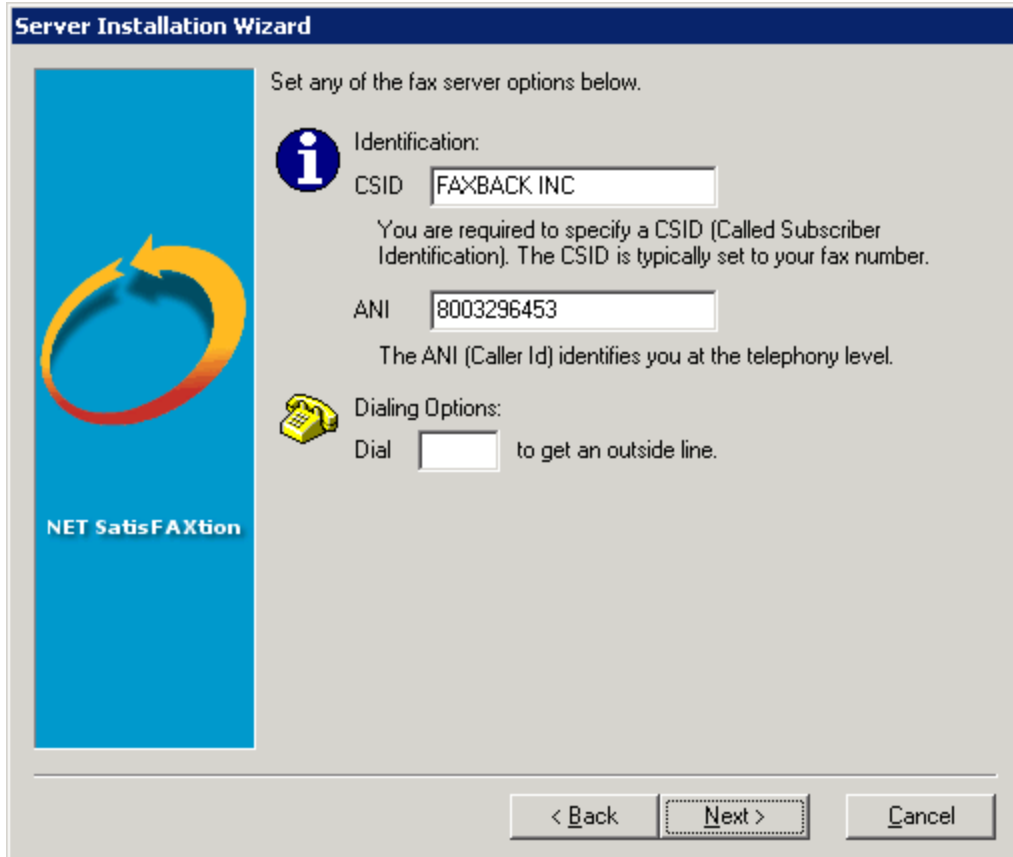 Server Installation Wizard
Set any of the fax server options below.
Identification:
CSID FAXBACK INC
You are required to specify a CSID (Called Subscriber
Identification). The CSID is typically set to your fax number.
ANI 8003296453
The ANI (Caller Id) identifies you at the telephony level.
Dialing Options:
Dial to get an outside line.
NET SatisFAXtion
< Back Next > Cancel